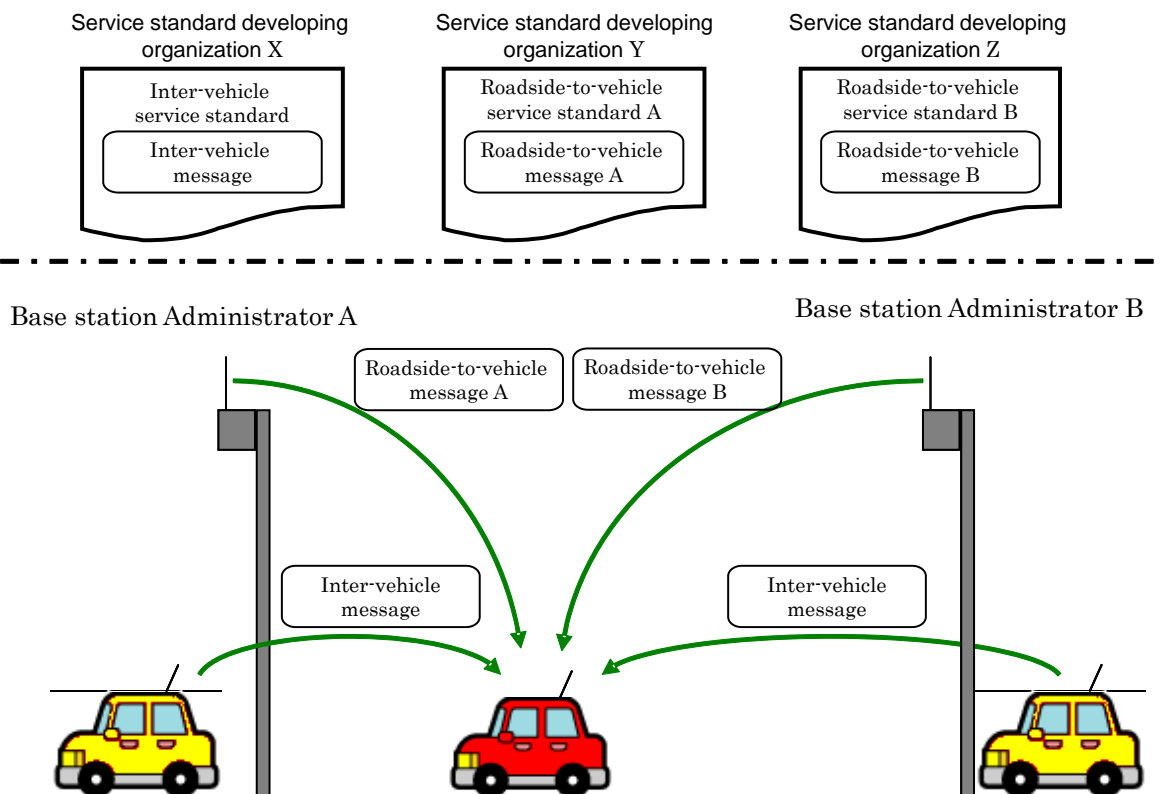 Service standard developing
organization X
Service standard developing
organization Y
Service standard developing
organization Z
Inter-vehicle
service standard
Inter-vehicle
message
Roadside-to-vehicle
service standard A
Roadside-to-vehicle
message A
Roadside-to-vehicle
service standard B
Roadside-to-vehicle
message B
Base station Administrator A
Base station Administrator B
Roadside-to-vehicle
message A
Roadside-to-vehicle
message B
Inter-vehicle
message
Inter-vehicle
message